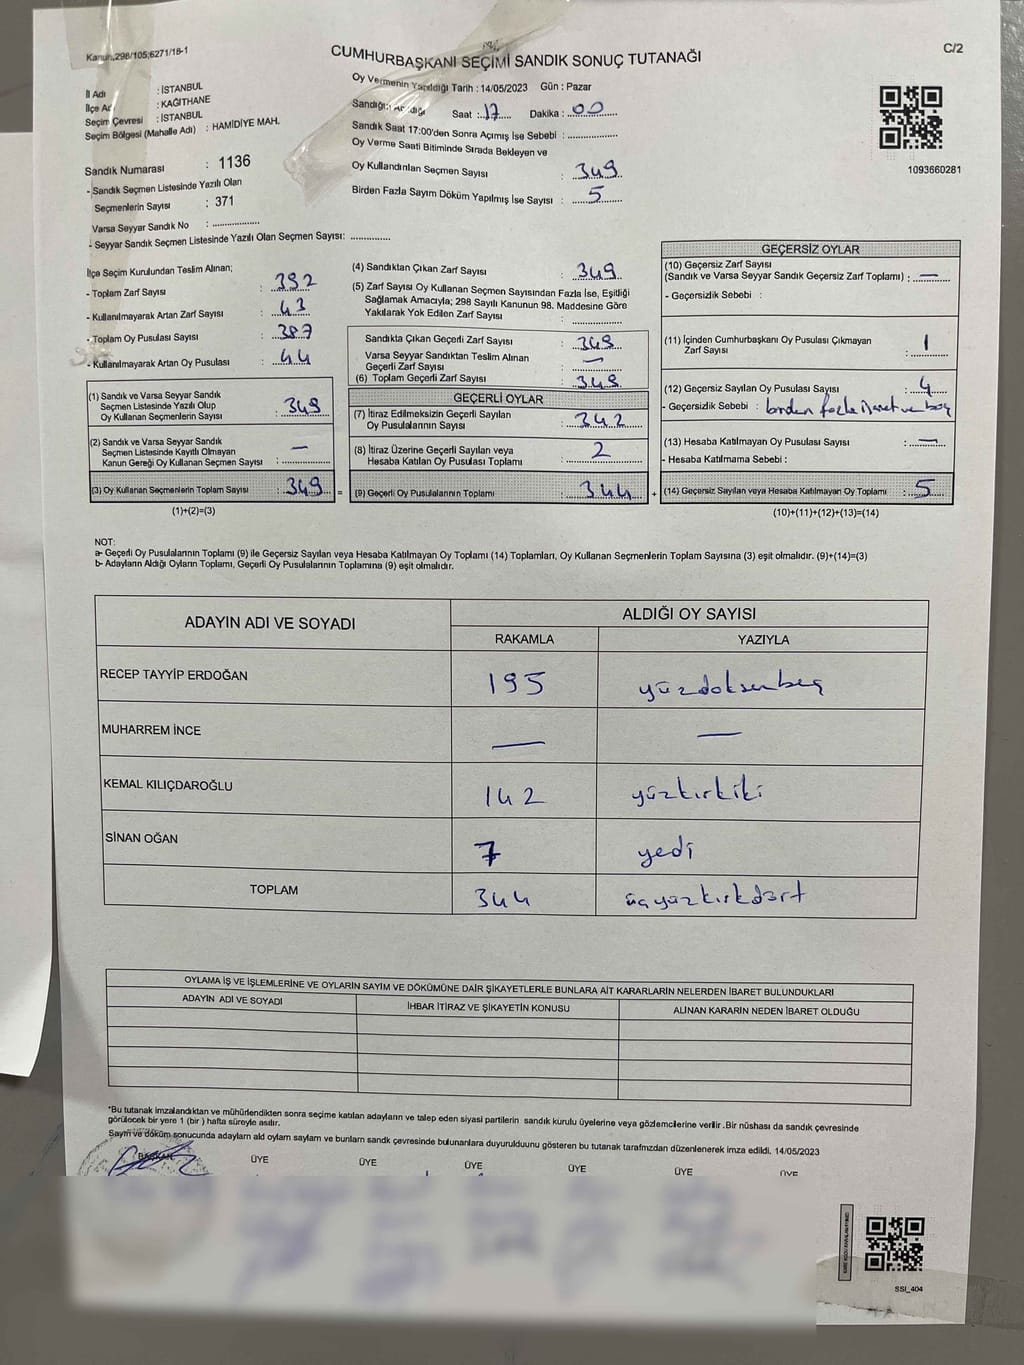 Kanun,298/105;6271/18-1
CUMHURBAŞKANI SEÇİMİ SANDIK SONUÇ TUTANAĞI
C/2
İl Adı : İSTANBUL
İlçe Adı : KAĞITHANE
Seçim Çevresi : İSTANBUL
Seçim Bölgesi (Mahalle Adı) : HAMİDİYE MAH.
Sandık Numarası : 1136
- Sandık Seçmen Listesinde Yazılı Olan
Seçmenlerin Sayısı : 371
Varsa Seyyar Sandık No : ..............
- Seyyar Sandık Seçmen Listesinde Yazılı Olan Seçmen Sayısı: ............
Oy Vermenin Yapıldığı Tarih : 14/05/2023 Gün : Pazar
Saat : 17 Dakika : 00
Sandık Saat 17:00'den Sonra Açmış İse Sebebi : ................
Oy Verme Saati Bitiminde Sırada Bekleyen ve
Oy Kullandırılan Seçmen Sayısı : 349
Birden Fazla Sayım Döküm Yapılmış İse Sayısı : 5
1093660281
İlçe Seçim Kurulundan Teslim Alınan;
- Toplam Zarf Sayısı : 392
- Kullanılmayarak Artan Zarf Sayısı : 43
- Toplam Oy Pusulası Sayısı : 387
- Kullanılmayarak Artan Oy Pusulası : 44
(1) Sandık ve Varsa Seyyar Sandık
Seçmen Listesinde Yazılı Olup
Oy Kullanan Seçmenlerin Sayısı : 349
(2) Sandık ve Varsa Seyyar Sandık
Seçmen Listesinde Kayıtlı Olmayan
Kanun Gereği Oy Kullanan Seçmen Sayısı : —
(3) Oy Kullanan Seçmenlerin Toplam Sayısı : 349 =
(1)+(2)=(3)
(4) Sandıktan Çıkan Zarf Sayısı : 349
(5) Zarf Sayısı Oy Kullanan Seçmen Sayısından Fazla İse, Eşitliği
Sağlamak Amacıyla; 298 Sayılı Kanunun 98. Maddesine Göre
Yakılarak Yok Edilen Zarf Sayısı : ..............
Sandıkta Çıkan Geçerli Zarf Sayısı : 349
Varsa Seyyar Sandıktan Teslim Alınan
Geçerli Zarf Sayısı : —
(6) Toplam Geçerli Zarf Sayısı : 349
GEÇERLİ OYLAR
(7) İtiraz Edilmeksizin Geçerli Sayılan
Oy Pusulalarının Sayısı : 342
(8) İtiraz Üzerine Geçerli Sayılan veya
Hesaba Katılan Oy Pusulası Toplamı : 2
(9) Geçerli Oy Pusulalarının Toplamı : 344 +
GEÇERSİZ OYLAR
(10) Geçersiz Zarf Sayısı
(Sandık ve Varsa Seyyar Sandık Geçersiz Zarf Toplamı) : —
- Geçersizlik Sebebi :
(11) İçinden Cumhurbaşkanı Oy Pusulası Çıkmayan
Zarf Sayısı : 1
(12) Geçersiz Sayılan Oy Pusulası Sayısı : 4
- Geçersizlik Sebebi : birden fazla işaret ve boş
(13) Hesaba Katılmayan Oy Pusulası Sayısı : —
- Hesaba Katılmama Sebebi :
(14) Geçersiz Sayılan veya Hesaba Katılmayan Oy Toplamı : 5
(10)+(11)+(12)+(13)=(14)
NOT:
a- Geçerli Oy Pusulalarının Toplamı (9) ile Geçersiz Sayılan veya Hesaba Katılmayan Oy Toplamı (14) Toplamları, Oy Kullanan Seçmenlerin Toplam Sayısına (3) eşit olmalıdır. (9)+(14)=(3)
b- Adayların Aldığı Oyların Toplamı, Geçerli Oy Pusulalarının Toplamına (9) eşit olmalıdır.
ADAYIN ADI VE SOYADI ALDIĞI OY SAYISI
RAKAMLA YAZIYLA
RECEP TAYYİP ERDOĞAN 195 yüzdoksanbeş
MUHARREM İNCE — —
KEMAL KILIÇDAROĞLU 142 yüzkırkiki
SİNAN OĞAN 7 yedi
TOPLAM 344 üçyüzkırkdört
OYLAMA İŞ VE İŞLEMLERİNE VE OYLARIN SAYIM VE DÖKÜMÜNE DAİR ŞİKAYETLERLE BUNLARA AİT KARARLARIN NELERDEN İBARET BULUNDUKLARI
ADAYIN ADI VE SOYADI İHBAR İTİRAZ VE ŞİKAYETİN KONUSU ALINAN KARARIN NEDEN İBARET OLDUĞU
*Bu tutanak imzalandıktan ve mühürlendikten sonra seçime katılan adayların ve talep eden siyasi partilerin sandık kurulu üyelerine veya gözlemcilerine verilir .Bir nüshası da sandık çevresinde
görülecek bir yere 1 (bir ) hafta süreyle asılır.
Sayım ve döküm sonucunda adayların aldı oyların sayıların ve bunların sandık çevresinde bulunanlara duyurulduunu gösteren bu tutanak tarafımızdan düzenlenerek imza edildi. 14/05/2023
BAŞKAN ÜYE ÜYE ÜYE ÜYE ÜYE ÜYE
SSI_404